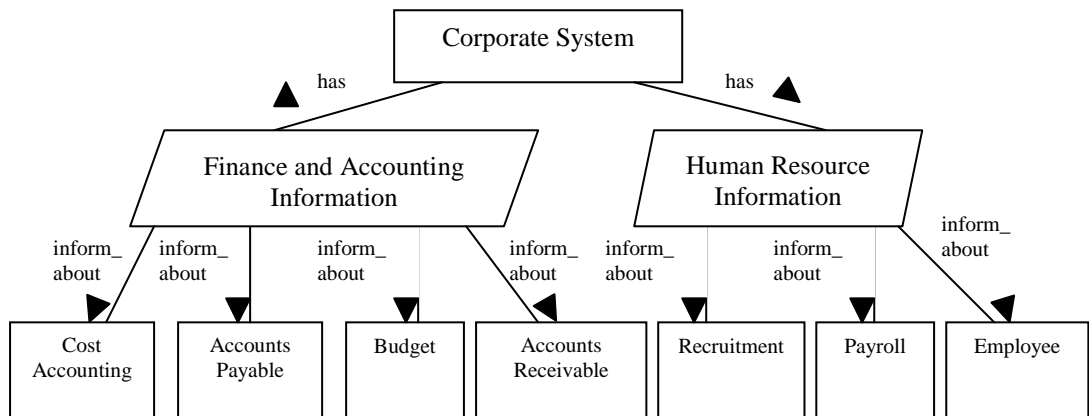 Corporate System
has
has
Finance and Accounting
Information
Human Resource
Information
inform_
about
inform_
about
inform_
about
inform_
about
inform_
about
inform_
about
inform_
about
Cost
Accounting
Accounts
Payable
Budget
Accounts
Receivable
Recruitment
Payroll
Employee